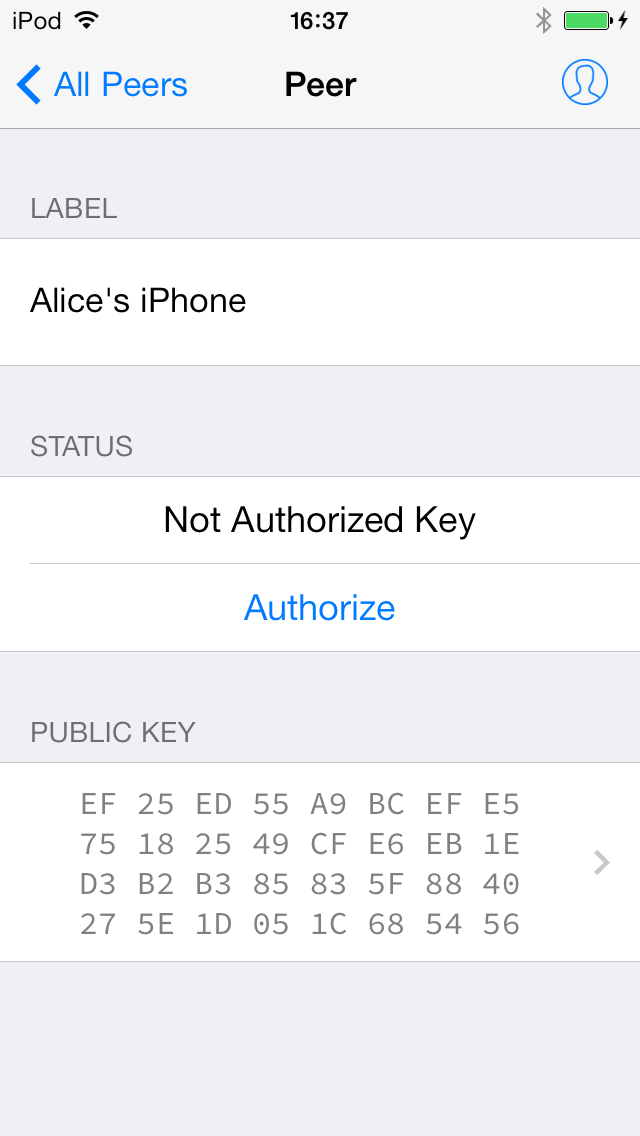 iPod 16:37
All Peers Peer
LABEL
Alice's iPhone
STATUS
Not Authorized Key
Authorize
PUBLIC KEY
EF 25 ED 55 A9 BC EF E5
75 18 25 49 CF E6 EB 1E
D3 B2 B3 85 83 5F 88 40
27 5E 1D 05 1C 68 54 56